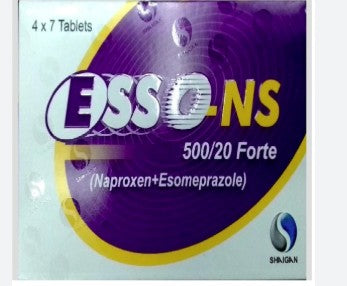 4 x 7 Tablets
ESSO-NS
500/20 Forte
(Naproxen+Esomeprazole)
SHAIGAN